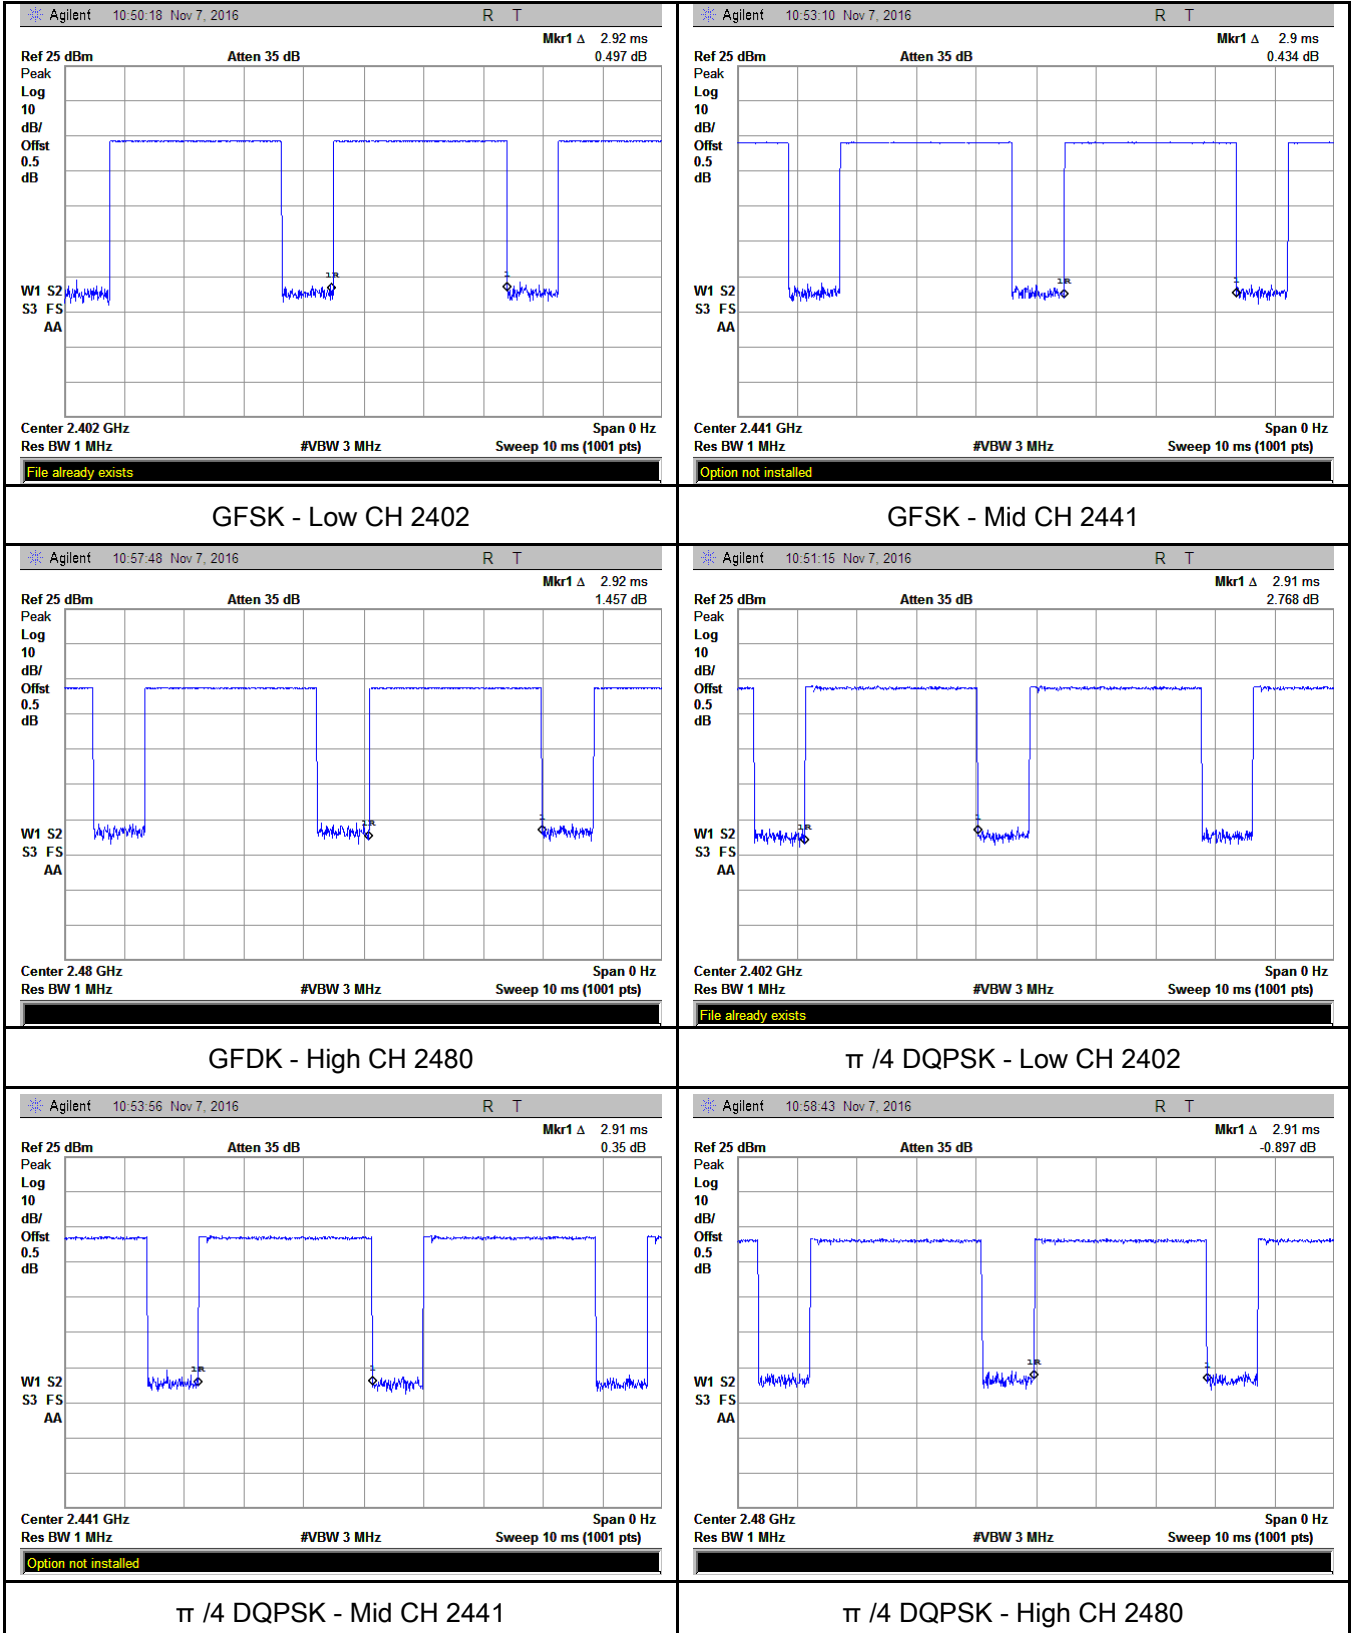 Agilent 10:50:18 Nov 7, 2016 R T
Mkr1 Δ 2.92 ms
Ref 25 dBm Atten 35 dB 0.497 dB
Peak
Log
10
dB/
Offst
0.5
dB
1R
1
W1 S2
S3 FS
AA
Center 2.402 GHz Span 0 Hz
Res BW 1 MHz #VBW 3 MHz Sweep 10 ms (1001 pts)
File already exists
GFSK - Low CH 2402
Agilent 10:53:10 Nov 7, 2016 R T
Mkr1 Δ 2.9 ms
Ref 25 dBm Atten 35 dB 0.434 dB
Peak
Log
10
dB/
Offst
0.5
dB
1R
1
W1 S2
S3 FS
AA
Center 2.441 GHz Span 0 Hz
Res BW 1 MHz #VBW 3 MHz Sweep 10 ms (1001 pts)
Option not installed
GFSK - Mid CH 2441
Agilent 10:57:48 Nov 7, 2016 R T
Mkr1 Δ 2.92 ms
Ref 25 dBm Atten 35 dB 1.457 dB
Peak
Log
10
dB/
Offst
0.5
dB
1R
1
W1 S2
S3 FS
AA
Center 2.48 GHz Span 0 Hz
Res BW 1 MHz #VBW 3 MHz Sweep 10 ms (1001 pts)
GFDK - High CH 2480
Agilent 10:51:15 Nov 7, 2016 R T
Mkr1 Δ 2.91 ms
Ref 25 dBm Atten 35 dB 2.768 dB
Peak
Log
10
dB/
Offst
0.5
dB
1R
1
W1 S2
S3 FS
AA
Center 2.402 GHz Span 0 Hz
Res BW 1 MHz #VBW 3 MHz Sweep 10 ms (1001 pts)
File already exists
π /4 DQPSK - Low CH 2402
Agilent 10:53:56 Nov 7, 2016 R T
Mkr1 Δ 2.91 ms
Ref 25 dBm Atten 35 dB 0.35 dB
Peak
Log
10
dB/
Offst
0.5
dB
1R
1
W1 S2
S3 FS
AA
Center 2.441 GHz Span 0 Hz
Res BW 1 MHz #VBW 3 MHz Sweep 10 ms (1001 pts)
Option not installed
π /4 DQPSK - Mid CH 2441
Agilent 10:58:43 Nov 7, 2016 R T
Mkr1 Δ 2.91 ms
Ref 25 dBm Atten 35 dB -0.897 dB
Peak
Log
10
dB/
Offst
0.5
dB
1R
1
W1 S2
S3 FS
AA
Center 2.48 GHz Span 0 Hz
Res BW 1 MHz #VBW 3 MHz Sweep 10 ms (1001 pts)
π /4 DQPSK - High CH 2480